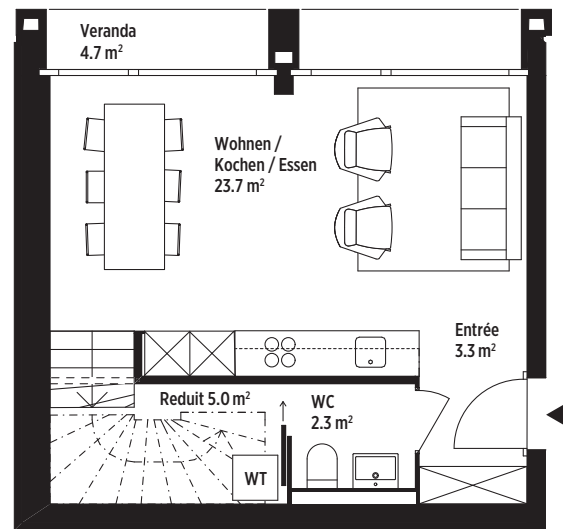 Veranda
4.7 m²
Wohnen /
Kochen / Essen
23.7 m²
Entrée
3.3 m²
Reduit 5.0 m²
WC
2.3 m²
WT